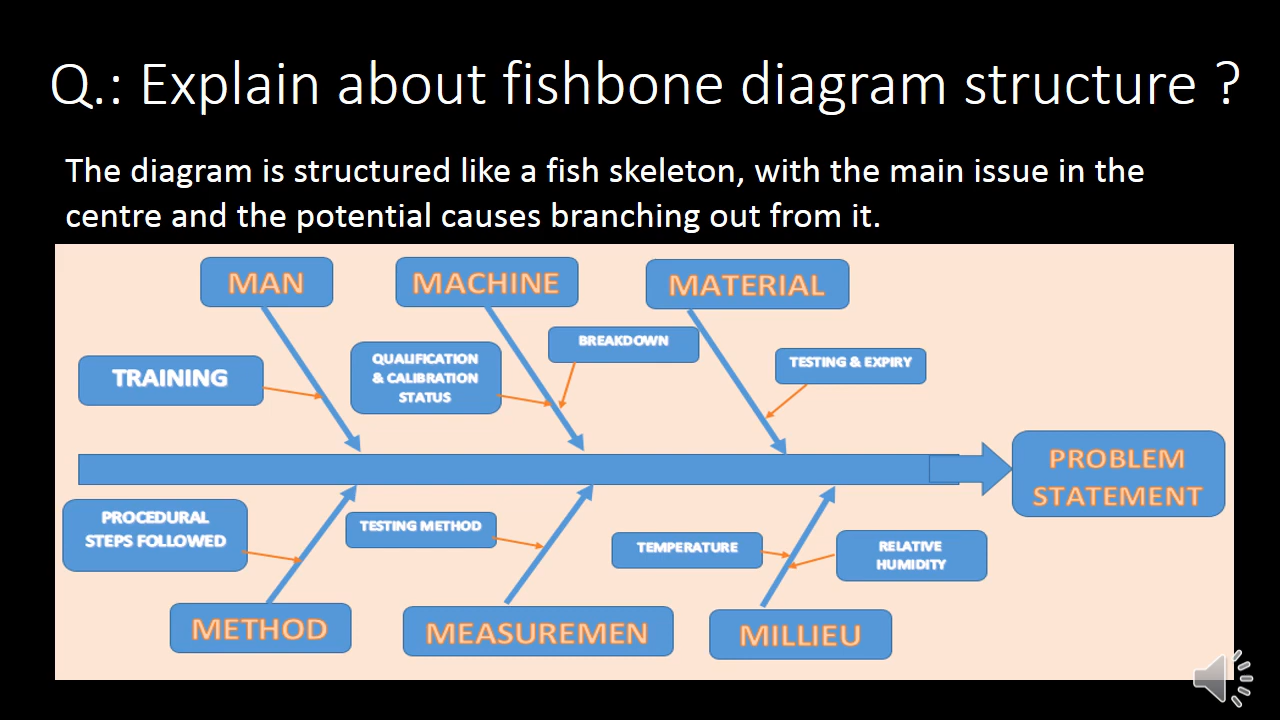 Q.: Explain about fishbone diagram structure ?
The diagram is structured like a fish skeleton, with the main issue in the
centre and the potential causes branching out from it.
MAN
MACHINE
MATERIAL
BREAKDOWN
QUALIFICATION
& CALIBRATION
STATUS
TESTING & EXPIRY
TRAINING
PROBLEM
STATEMENT
PROCEDURAL
STEPS FOLLOWED
TESTING METHOD
TEMPERATURE
RELATIVE
HUMIDITY
METHOD
MEASUREMEN
MILLIEU